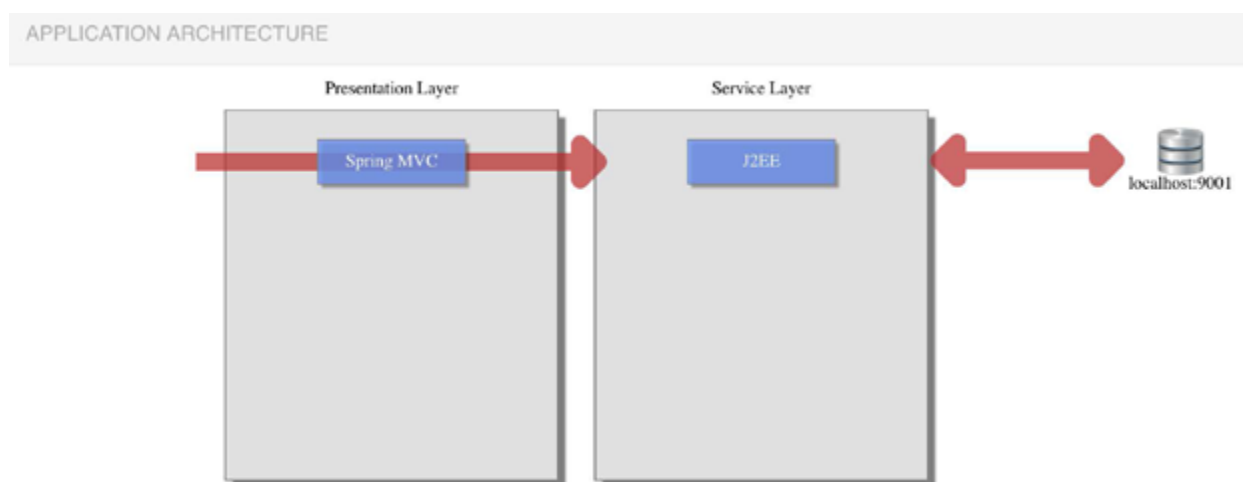 APPLICATION ARCHITECTURE
Presentation Layer
Service Layer
Spring MVC
J2EE
localhost:9001